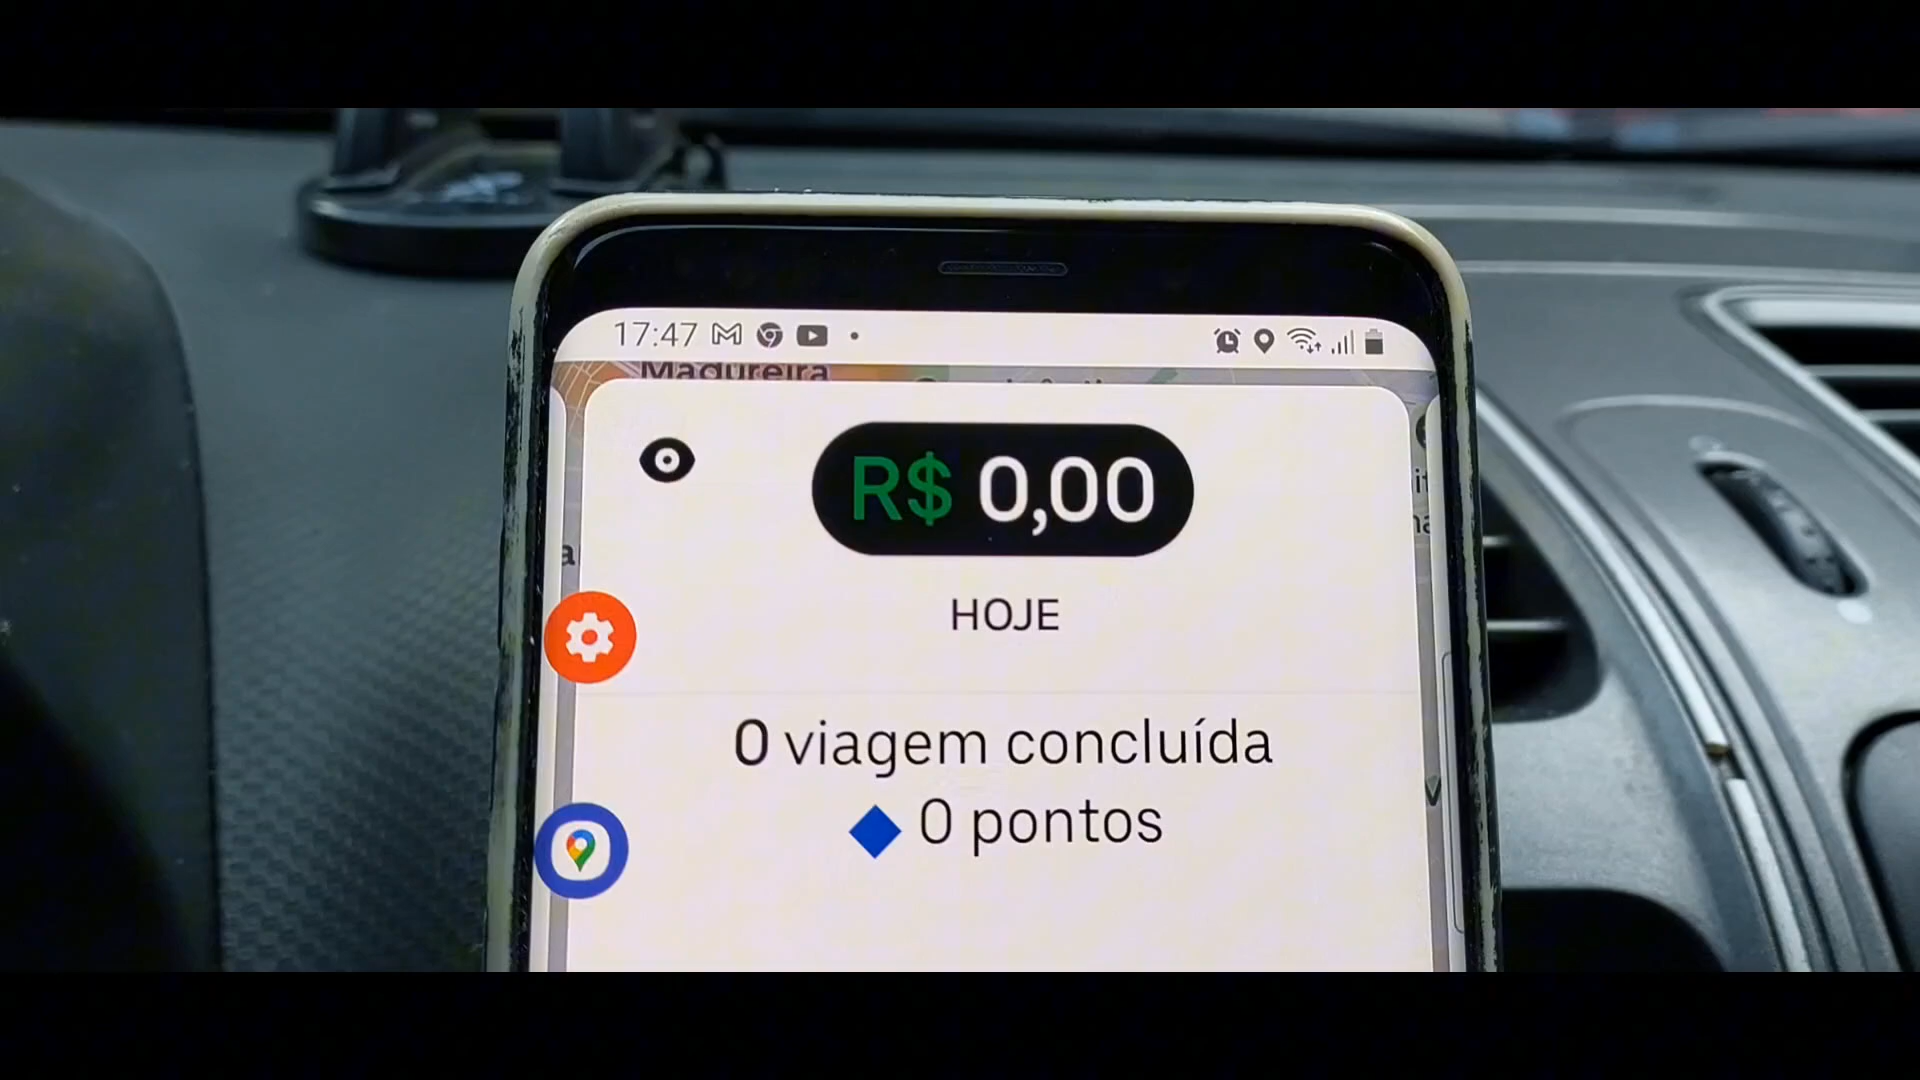 17:47
Madureira
R$ 0,00
HOJE
0 viagem concluída
0 pontos